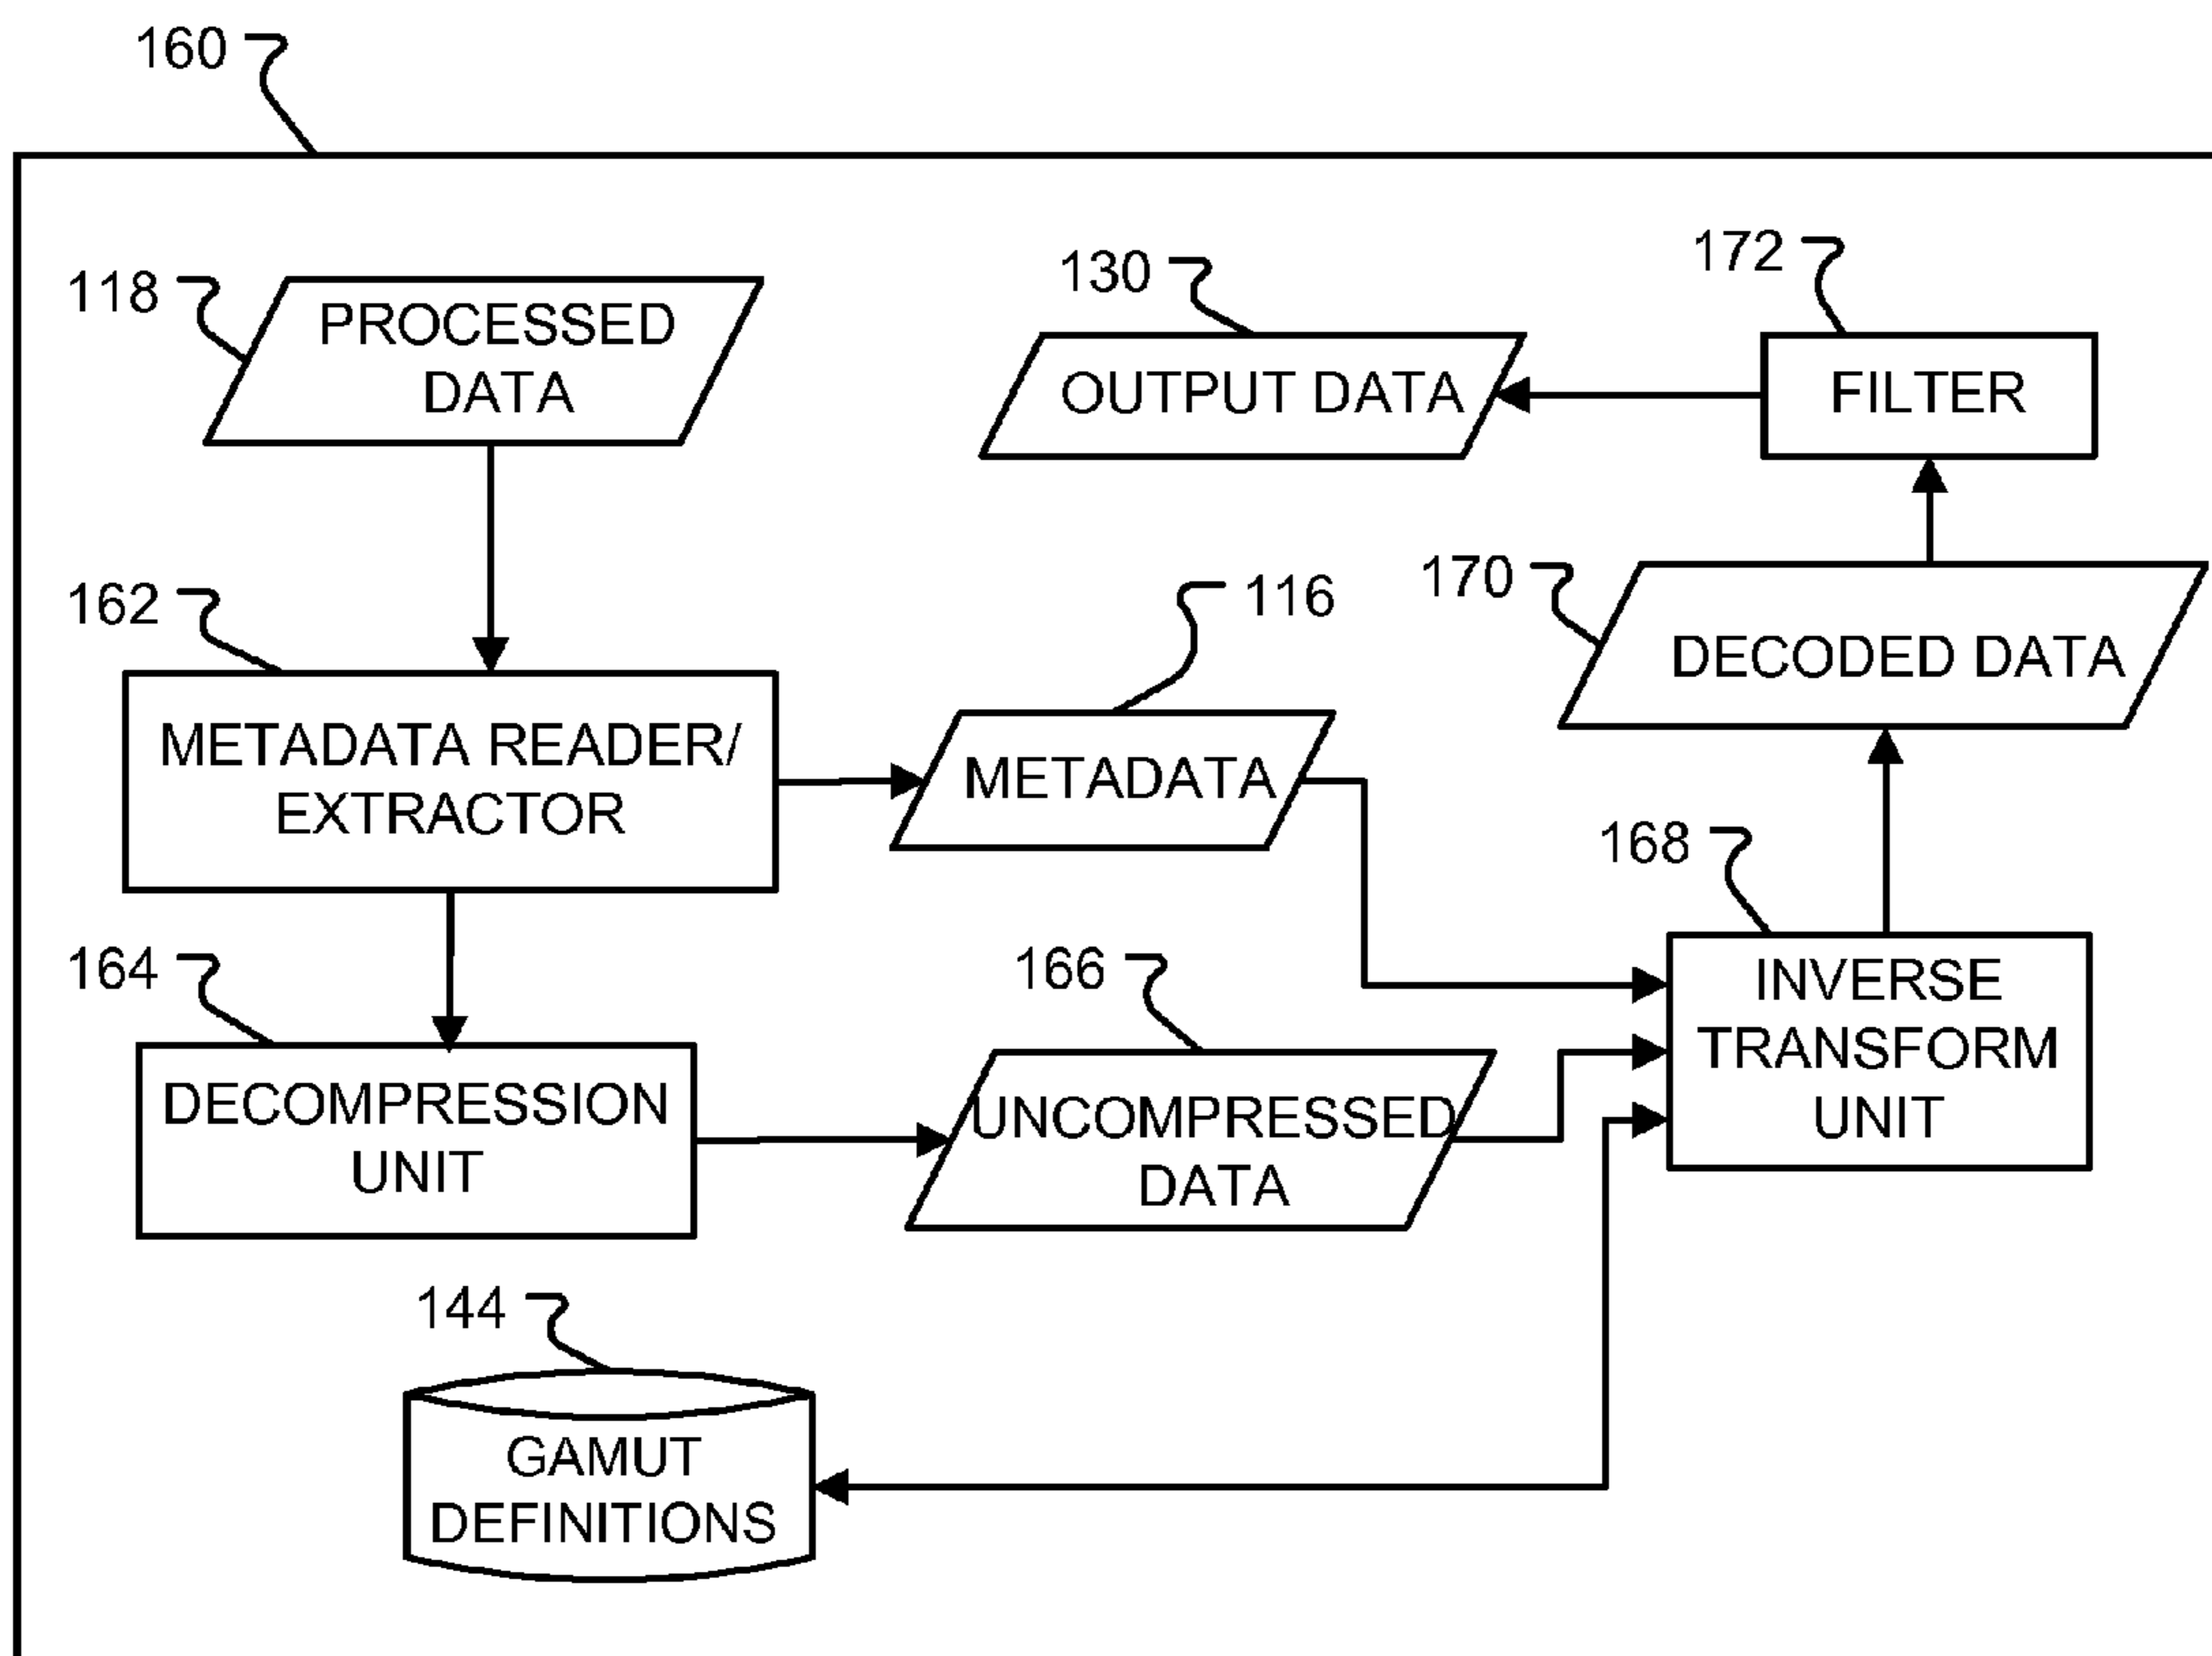 160
118
PROCESSED
DATA
130
OUTPUT DATA
172
FILTER
162
METADATA READER/
EXTRACTOR
116
METADATA
170
DECODED DATA
164
DECOMPRESSION
UNIT
166
UNCOMPRESSED
DATA
168
INVERSE
TRANSFORM
UNIT
144
GAMUT
DEFINITIONS